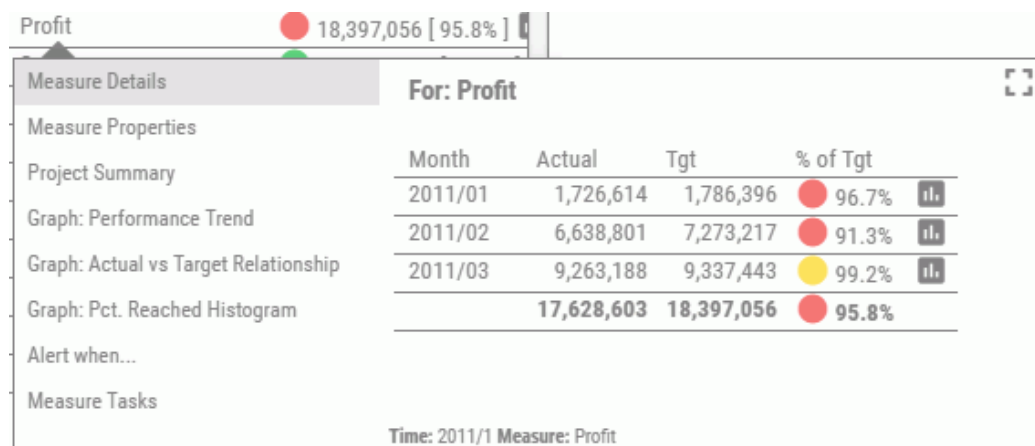 Profit 18,397,056 [ 95.8% ]
Measure Details
Measure Properties
Project Summary
Graph: Performance Trend
Graph: Actual vs Target Relationship
Graph: Pct. Reached Histogram
Alert when...
Measure Tasks
For: Profit
Month Actual Tgt % of Tgt
2011/01 1,726,614 1,786,396 96.7%
2011/02 6,638,801 7,273,217 91.3%
2011/03 9,263,188 9,337,443 99.2%
17,628,603 18,397,056 95.8%
Time: 2011/1 Measure: Profit